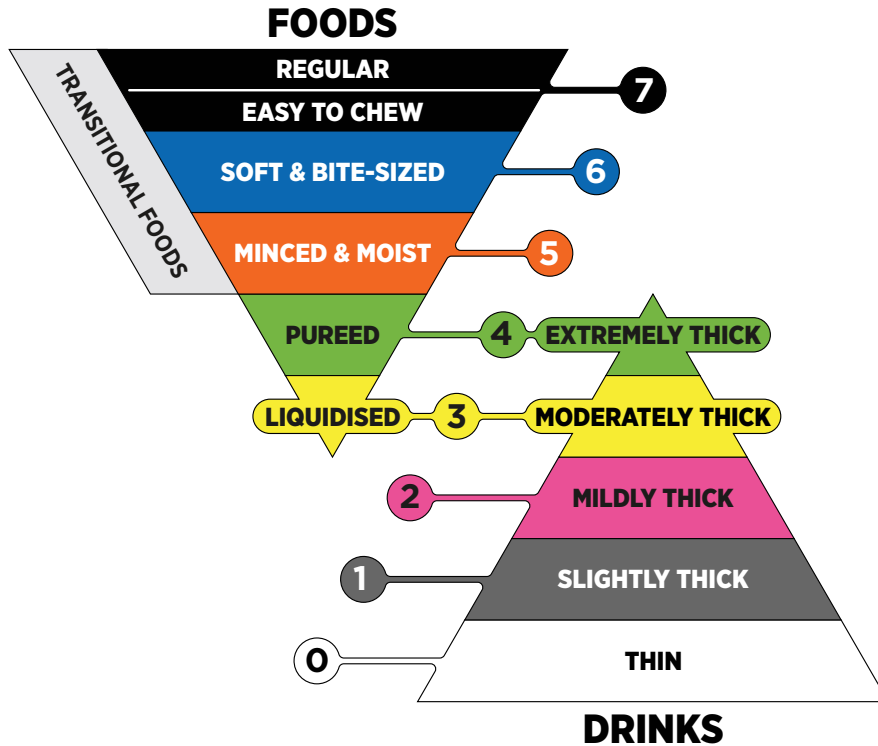 FOODS
REGULAR
7
EASY TO CHEW
TRANSITIONAL FOODS
SOFT & BITE-SIZED
6
MINCED & MOIST
5
PUREED
4
EXTREMELY THICK
LIQUIDISED
3
MODERATELY THICK
2
MILDLY THICK
1
SLIGHTLY THICK
0
THIN
DRINKS